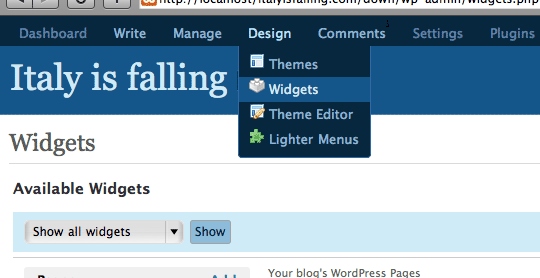 http://localhost/italyisfalling.com/down/wp-admin/widgets.php
Dashboard Write Manage Design Comments Settings Plugins
Themes
Italy is falling
Widgets
Theme Editor
Lighter Menus
Widgets
Available Widgets
Show all widgets Show
Your blog's WordPress Pages